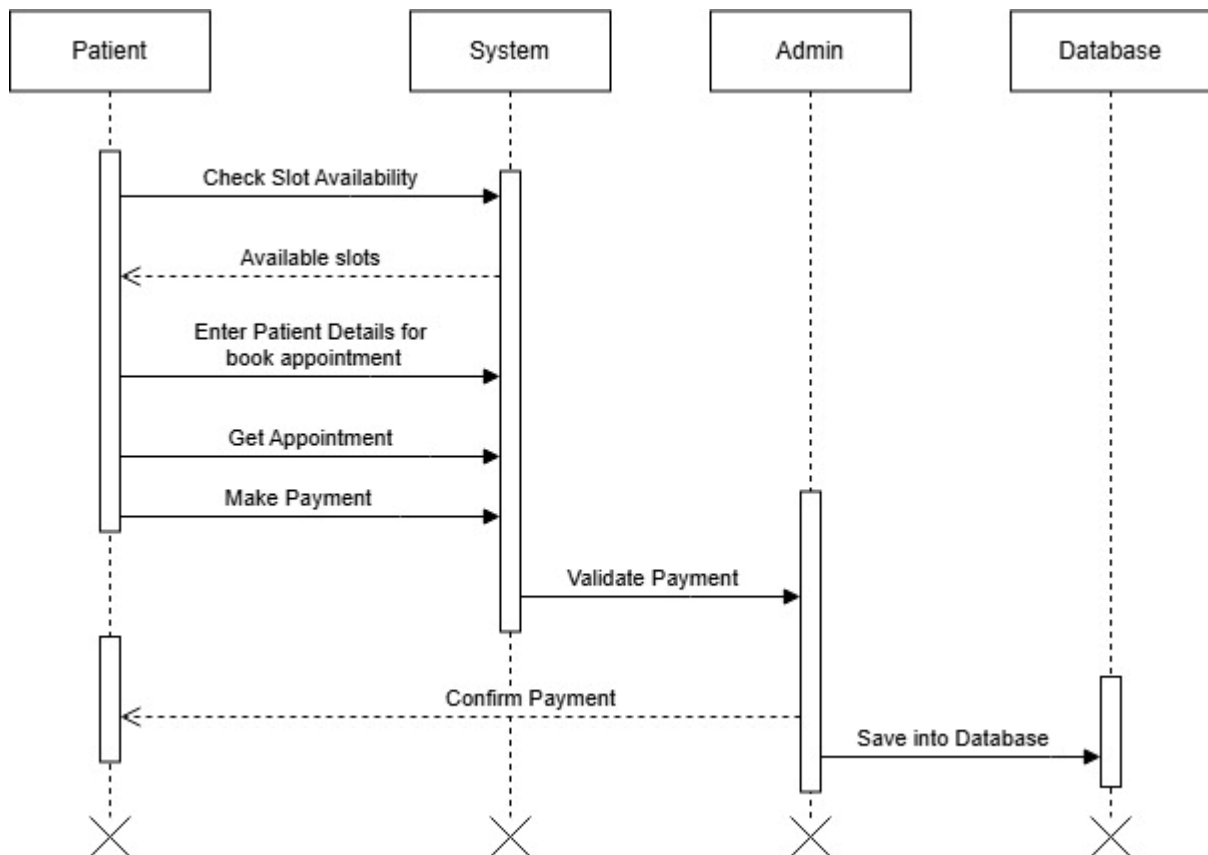 Patient
System
Admin
Database
Check Slot Availability
Available slots
Enter Patient Details for
book appointment
Get Appointment
Make Payment
Validate Payment
Confirm Payment
Save into Database